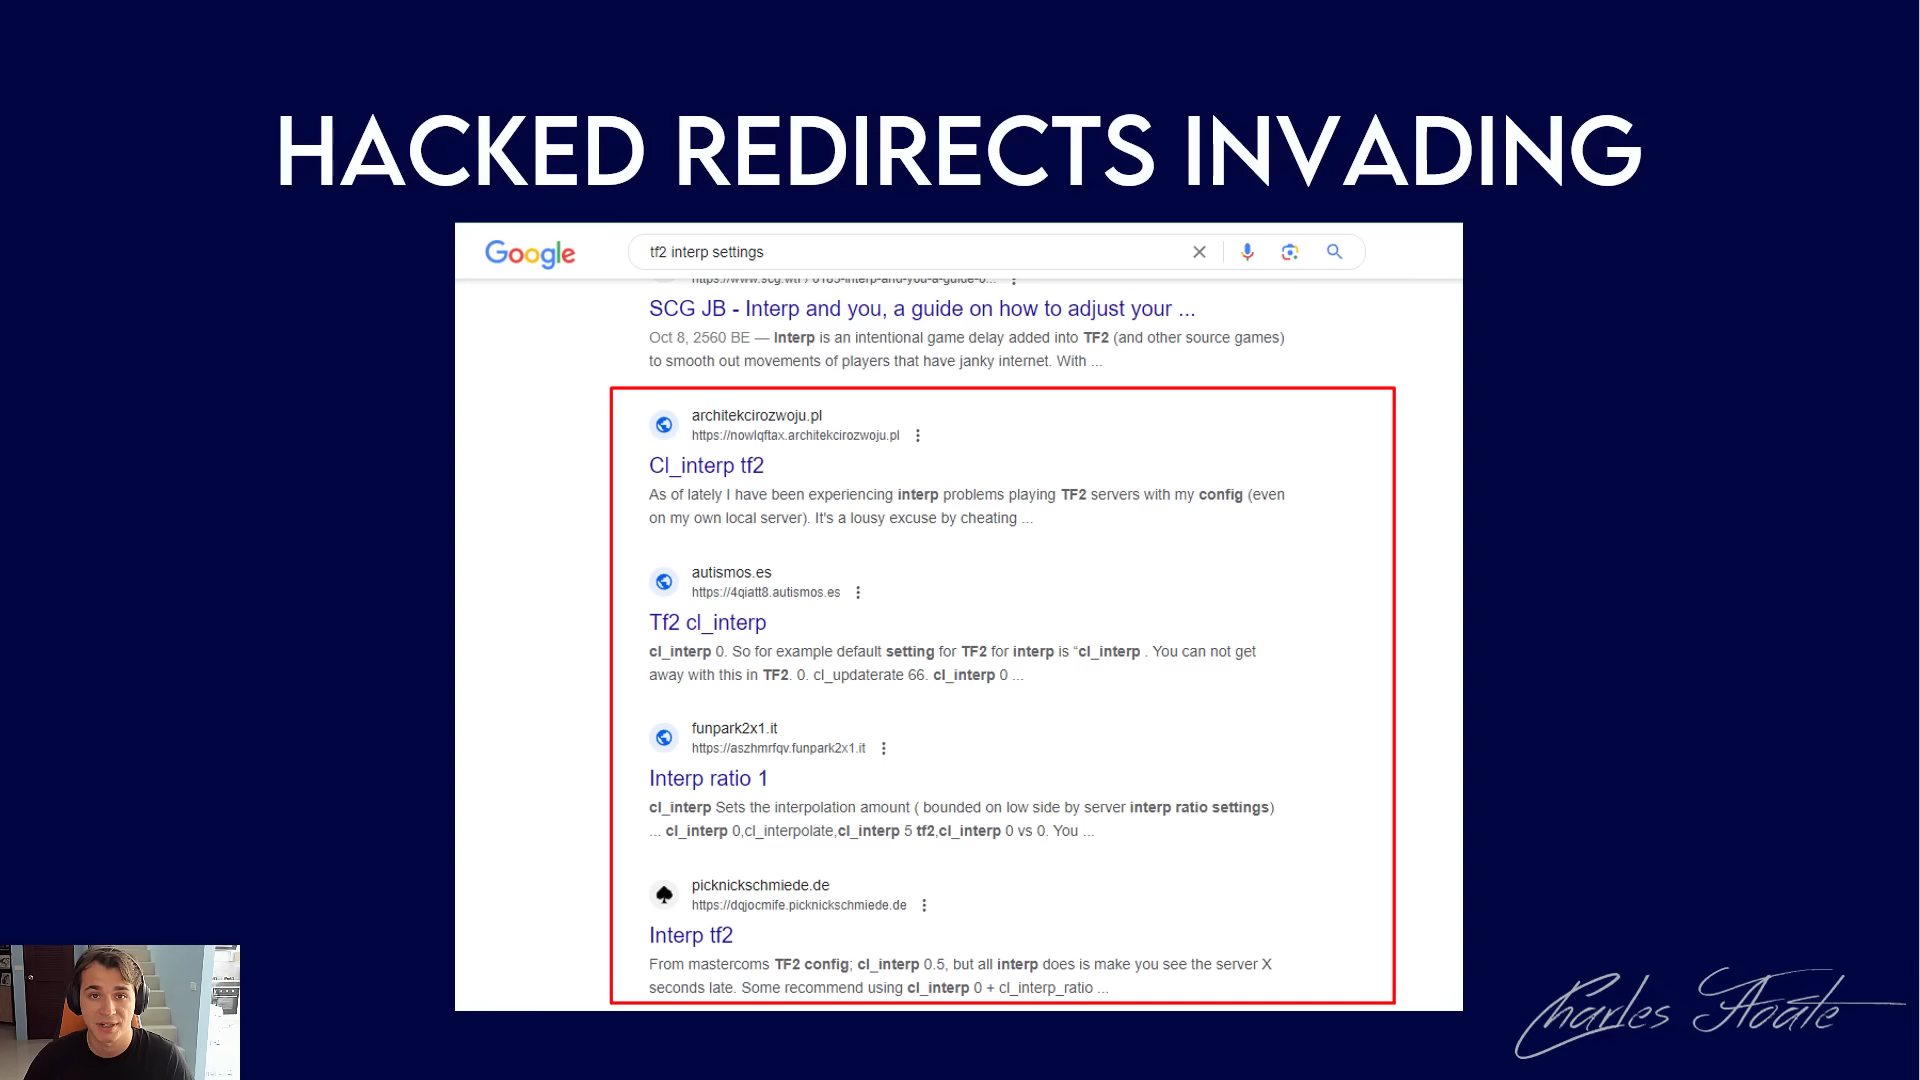 HACKED REDIRECTS INVADING
Google
tf2 interp settings
SCG JB - Interp and you, a guide on how to adjust your ...
Oct 8, 2560 BE — Interp is an intentional game delay added into TF2 (and other source games)
to smooth out movements of players that have janky internet. With ...
architekcirozwoju.pl
https://nowlqftax.architekcirozwoju.pl
Cl_interp tf2
As of lately I have been experiencing interp problems playing TF2 servers with my config (even
on my own local server). It's a lousy excuse by cheating ...
autismos.es
https://4qiatt8.autismos.es
Tf2 cl_interp
cl_interp 0. So for example default setting for TF2 for interp is “cl_interp . You can not get
away with this in TF2. 0. cl_updaterate 66. cl_interp 0 ...
funpark2x1.it
https://aszhmrfqv.funpark2x1.it
Interp ratio 1
cl_interp Sets the interpolation amount ( bounded on low side by server interp ratio settings)
... cl_interp 0,cl_interpolate,cl_interp 5 tf2,cl_interp 0 vs 0. You ...
picknickschmiede.de
https://dqjocmife.picknickschmiede.de
Interp tf2
From mastercoms TF2 config; cl_interp 0.5, but all interp does is make you see the server X
seconds late. Some recommend using cl_interp 0 + cl_interp_ratio ...
Charles Floate